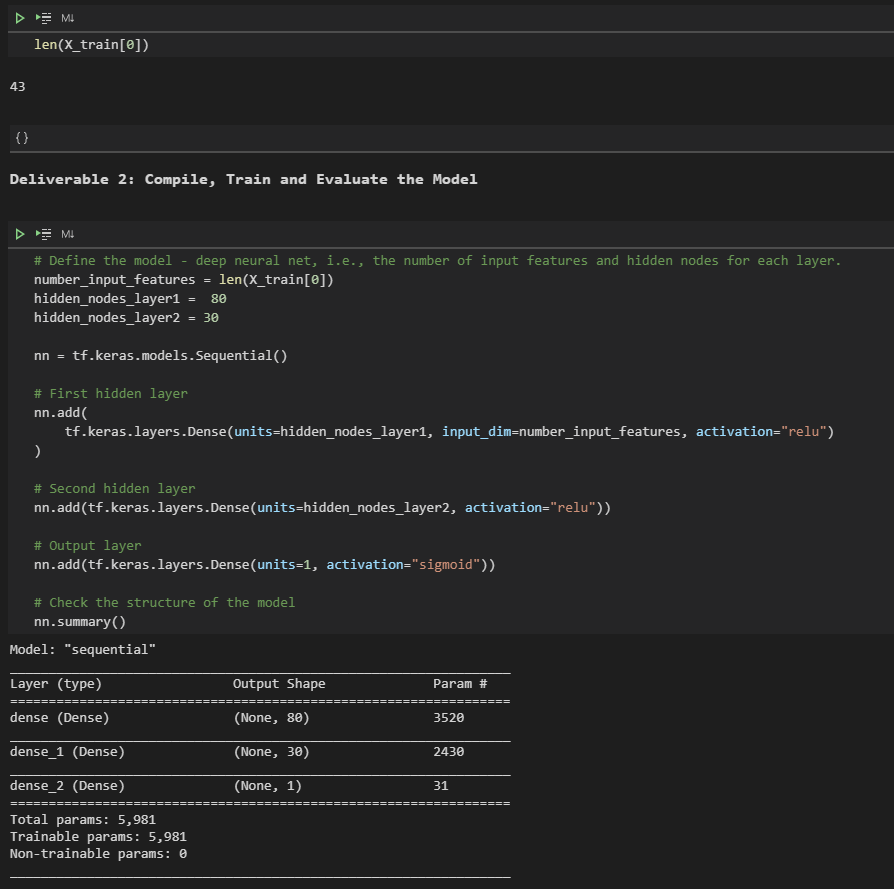 M↓
len(X_train[0])
43
{}
Deliverable 2: Compile, Train and Evaluate the Model
M↓
# Define the model - deep neural net, i.e., the number of input features and hidden nodes for each layer.
number_input_features = len(X_train[0])
hidden_nodes_layer1 =  80
hidden_nodes_layer2 = 30
nn = tf.keras.models.Sequential()
# First hidden layer
nn.add(
    tf.keras.layers.Dense(units=hidden_nodes_layer1, input_dim=number_input_features, activation="relu")
)
# Second hidden layer
nn.add(tf.keras.layers.Dense(units=hidden_nodes_layer2, activation="relu"))
# Output layer
nn.add(tf.keras.layers.Dense(units=1, activation="sigmoid"))
# Check the structure of the model
nn.summary()
Model: "sequential"
_________________________________________________________________
Layer (type)                 Output Shape              Param #
=================================================================
dense (Dense)                (None, 80)                3520
_________________________________________________________________
dense_1 (Dense)              (None, 30)                2430
_________________________________________________________________
dense_2 (Dense)              (None, 1)                 31
=================================================================
Total params: 5,981
Trainable params: 5,981
Non-trainable params: 0
_________________________________________________________________